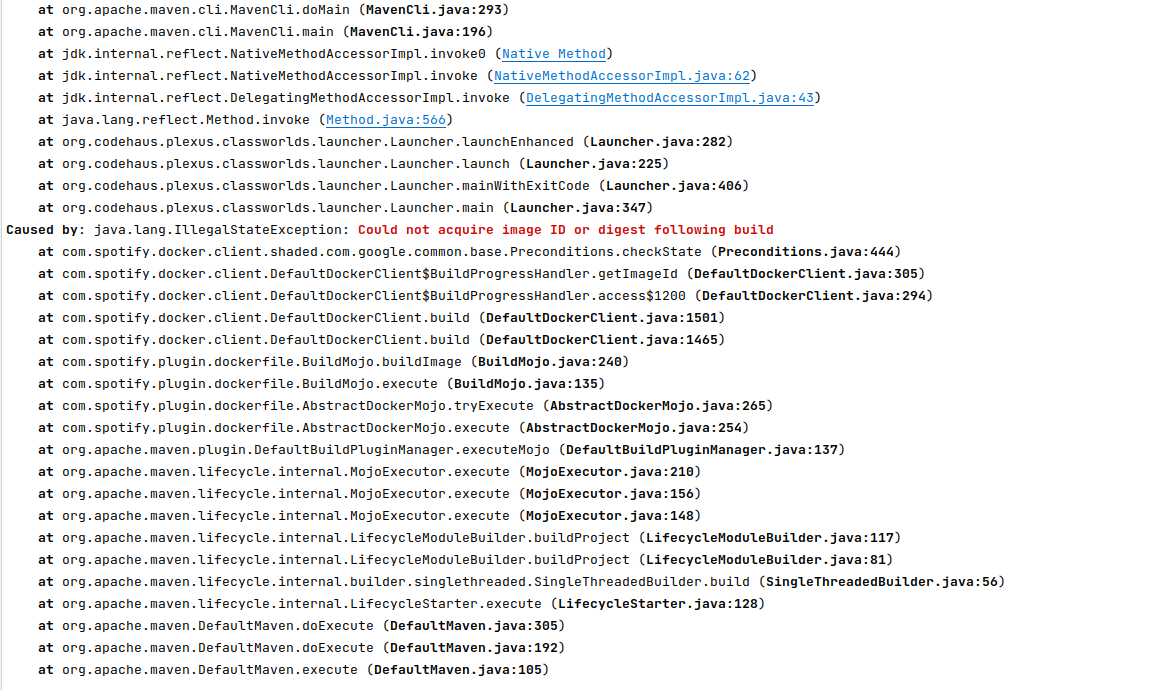 at org.apache.maven.cli.MavenCli.doMain (MavenCli.java:293)
at org.apache.maven.cli.MavenCli.main (MavenCli.java:196)
at jdk.internal.reflect.NativeMethodAccessorImpl.invoke0 (Native Method)
at jdk.internal.reflect.NativeMethodAccessorImpl.invoke (NativeMethodAccessorImpl.java:62)
at jdk.internal.reflect.DelegatingMethodAccessorImpl.invoke (DelegatingMethodAccessorImpl.java:43)
at java.lang.reflect.Method.invoke (Method.java:566)
at org.codehaus.plexus.classworlds.launcher.Launcher.launchEnhanced (Launcher.java:282)
at org.codehaus.plexus.classworlds.launcher.Launcher.launch (Launcher.java:225)
at org.codehaus.plexus.classworlds.launcher.Launcher.mainWithExitCode (Launcher.java:406)
at org.codehaus.plexus.classworlds.launcher.Launcher.main (Launcher.java:347)
Caused by: java.lang.IllegalStateException: Could not acquire image ID or digest following build
at com.spotify.docker.client.shaded.com.google.common.base.Preconditions.checkState (Preconditions.java:444)
at com.spotify.docker.client.DefaultDockerClient$BuildProgressHandler.getImageId (DefaultDockerClient.java:305)
at com.spotify.docker.client.DefaultDockerClient$BuildProgressHandler.access$1200 (DefaultDockerClient.java:294)
at com.spotify.docker.client.DefaultDockerClient.build (DefaultDockerClient.java:1501)
at com.spotify.docker.client.DefaultDockerClient.build (DefaultDockerClient.java:1465)
at com.spotify.plugin.dockerfile.BuildMojo.buildImage (BuildMojo.java:240)
at com.spotify.plugin.dockerfile.BuildMojo.execute (BuildMojo.java:135)
at com.spotify.plugin.dockerfile.AbstractDockerMojo.tryExecute (AbstractDockerMojo.java:265)
at com.spotify.plugin.dockerfile.AbstractDockerMojo.execute (AbstractDockerMojo.java:254)
at org.apache.maven.plugin.DefaultBuildPluginManager.executeMojo (DefaultBuildPluginManager.java:137)
at org.apache.maven.lifecycle.internal.MojoExecutor.execute (MojoExecutor.java:210)
at org.apache.maven.lifecycle.internal.MojoExecutor.execute (MojoExecutor.java:156)
at org.apache.maven.lifecycle.internal.MojoExecutor.execute (MojoExecutor.java:148)
at org.apache.maven.lifecycle.internal.LifecycleModuleBuilder.buildProject (LifecycleModuleBuilder.java:117)
at org.apache.maven.lifecycle.internal.LifecycleModuleBuilder.buildProject (LifecycleModuleBuilder.java:81)
at org.apache.maven.lifecycle.internal.builder.singlethreaded.SingleThreadedBuilder.build (SingleThreadedBuilder.java:56)
at org.apache.maven.lifecycle.internal.LifecycleStarter.execute (LifecycleStarter.java:128)
at org.apache.maven.DefaultMaven.doExecute (DefaultMaven.java:305)
at org.apache.maven.DefaultMaven.doExecute (DefaultMaven.java:192)
at org.apache.maven.DefaultMaven.execute (DefaultMaven.java:105)